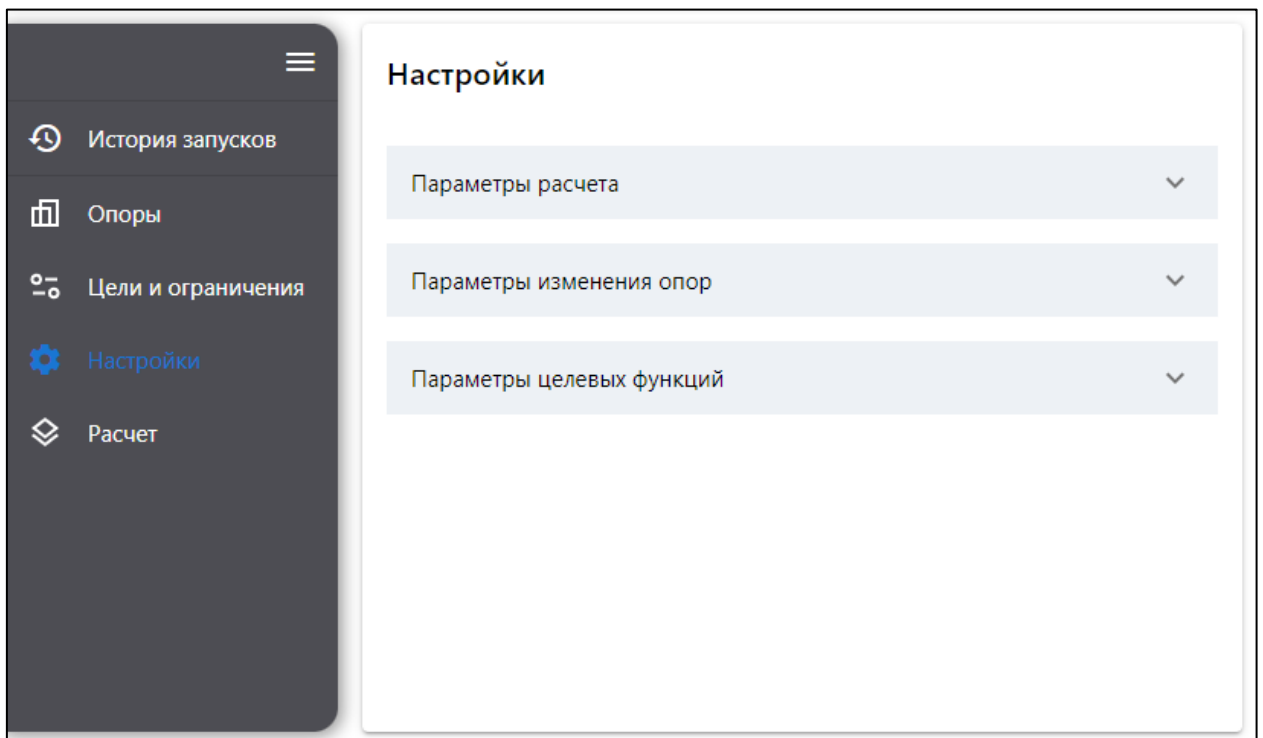 История запусков
Опоры
Цели и ограничения
Настройки
Расчет
Настройки
Параметры расчета
Параметры изменения опор
Параметры целевых функций